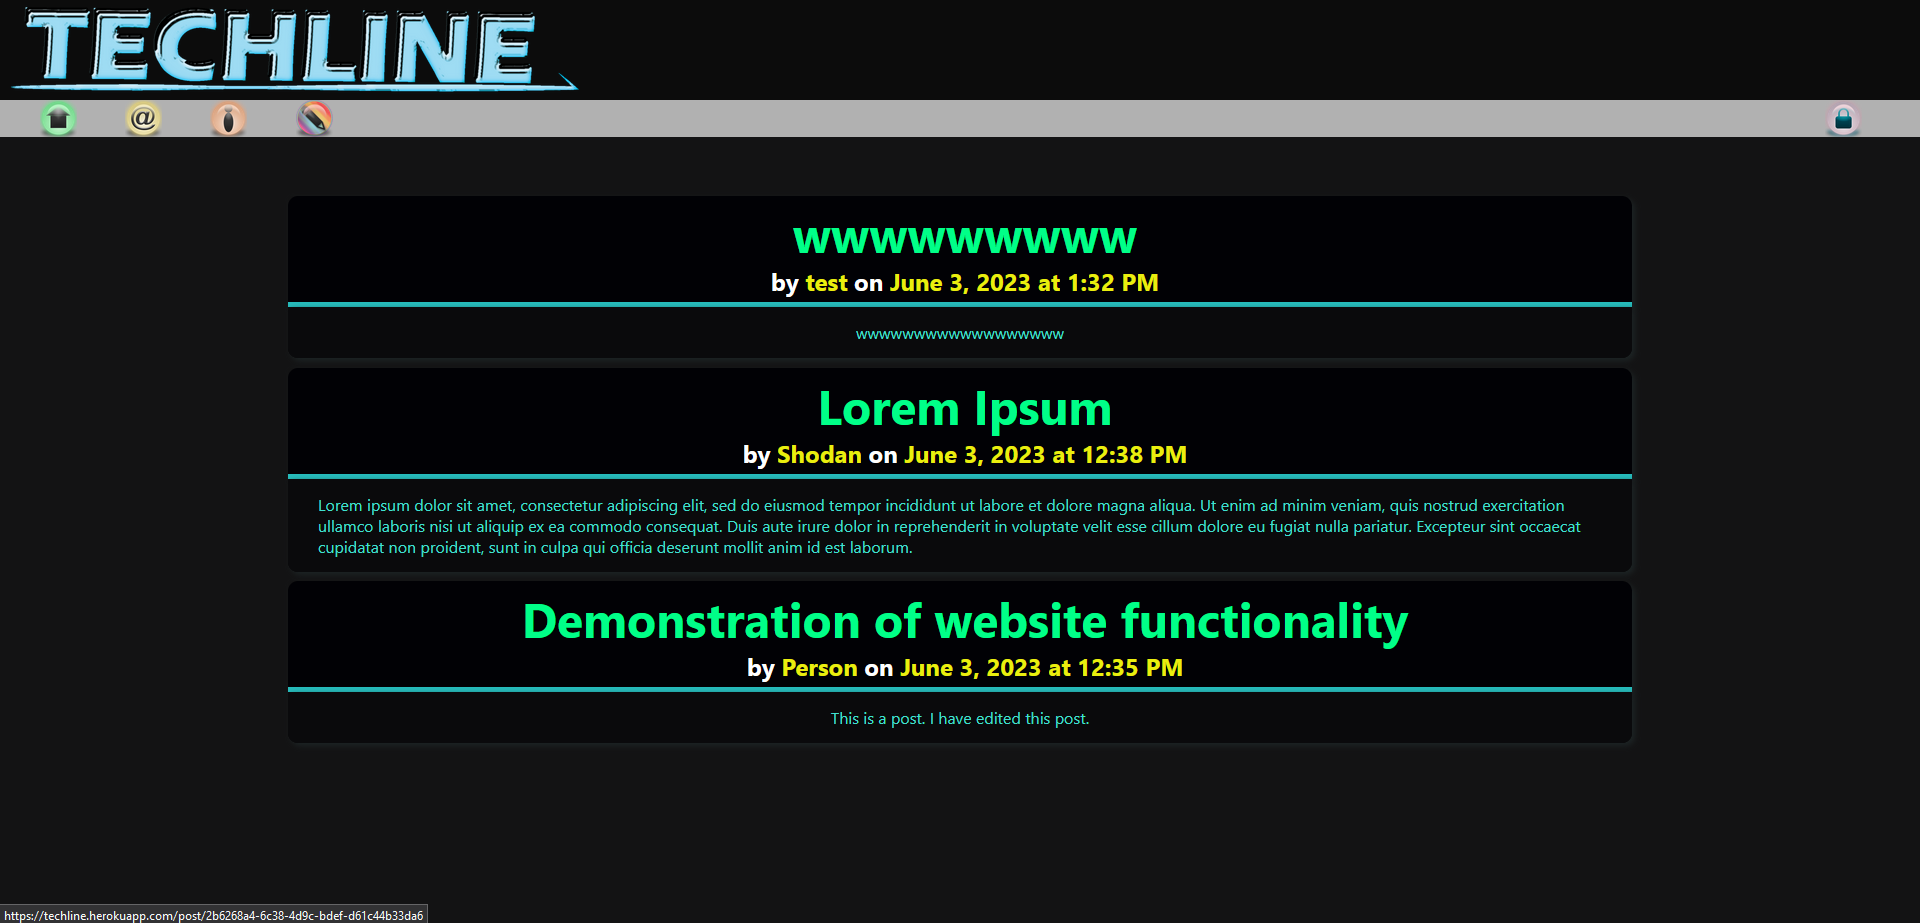 TECHLINE
@
wwwwwwwww
by test on June 3, 2023 at 1:32 PM
wwwwwwwwwwwwwwwwww
Lorem Ipsum
by Shodan on June 3, 2023 at 12:38 PM
Lorem ipsum dolor sit amet, consectetur adipiscing elit, sed do eiusmod tempor incididunt ut labore et dolore magna aliqua. Ut enim ad minim veniam, quis nostrud exercitation
ullamco laboris nisi ut aliquip ex ea commodo consequat. Duis aute irure dolor in reprehenderit in voluptate velit esse cillum dolore eu fugiat nulla pariatur. Excepteur sint occaecat
cupidatat non proident, sunt in culpa qui officia deserunt mollit anim id est laborum.
Demonstration of website functionality
by Person on June 3, 2023 at 12:35 PM
This is a post. I have edited this post.
https://techline.herokuapp.com/post/2b6268a4-6c38-4d9c-bdef-d61c44b33da6